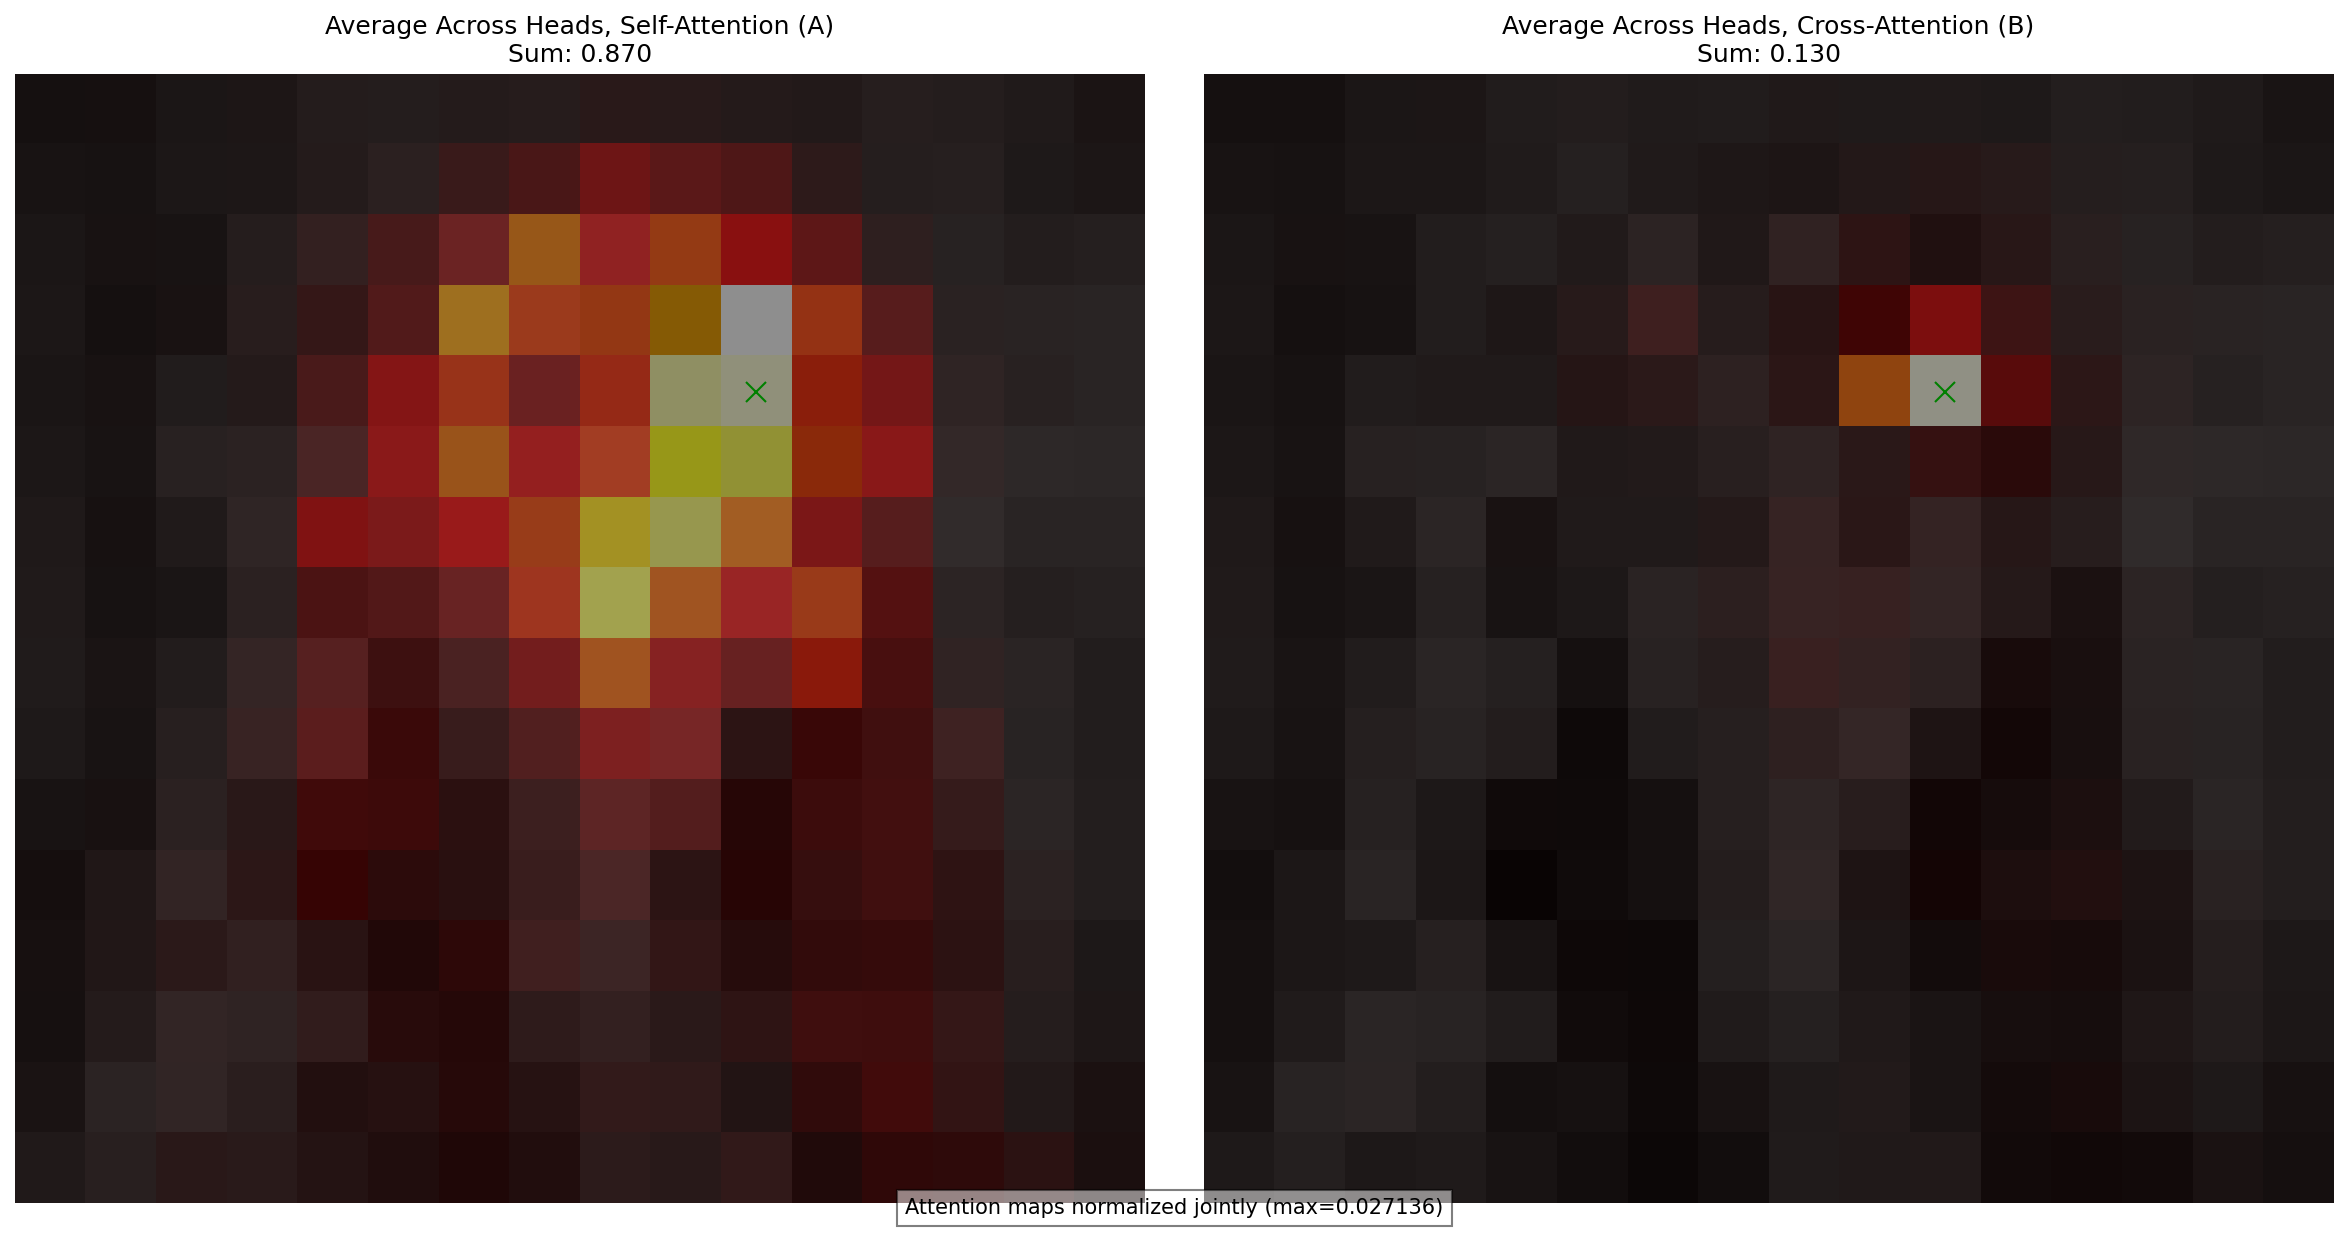 Average Across Heads, Self-Attention (A)
Sum: 0.870
Average Across Heads, Cross-Attention (B)
Sum: 0.130
Attention maps normalized jointly (max=0.027136)